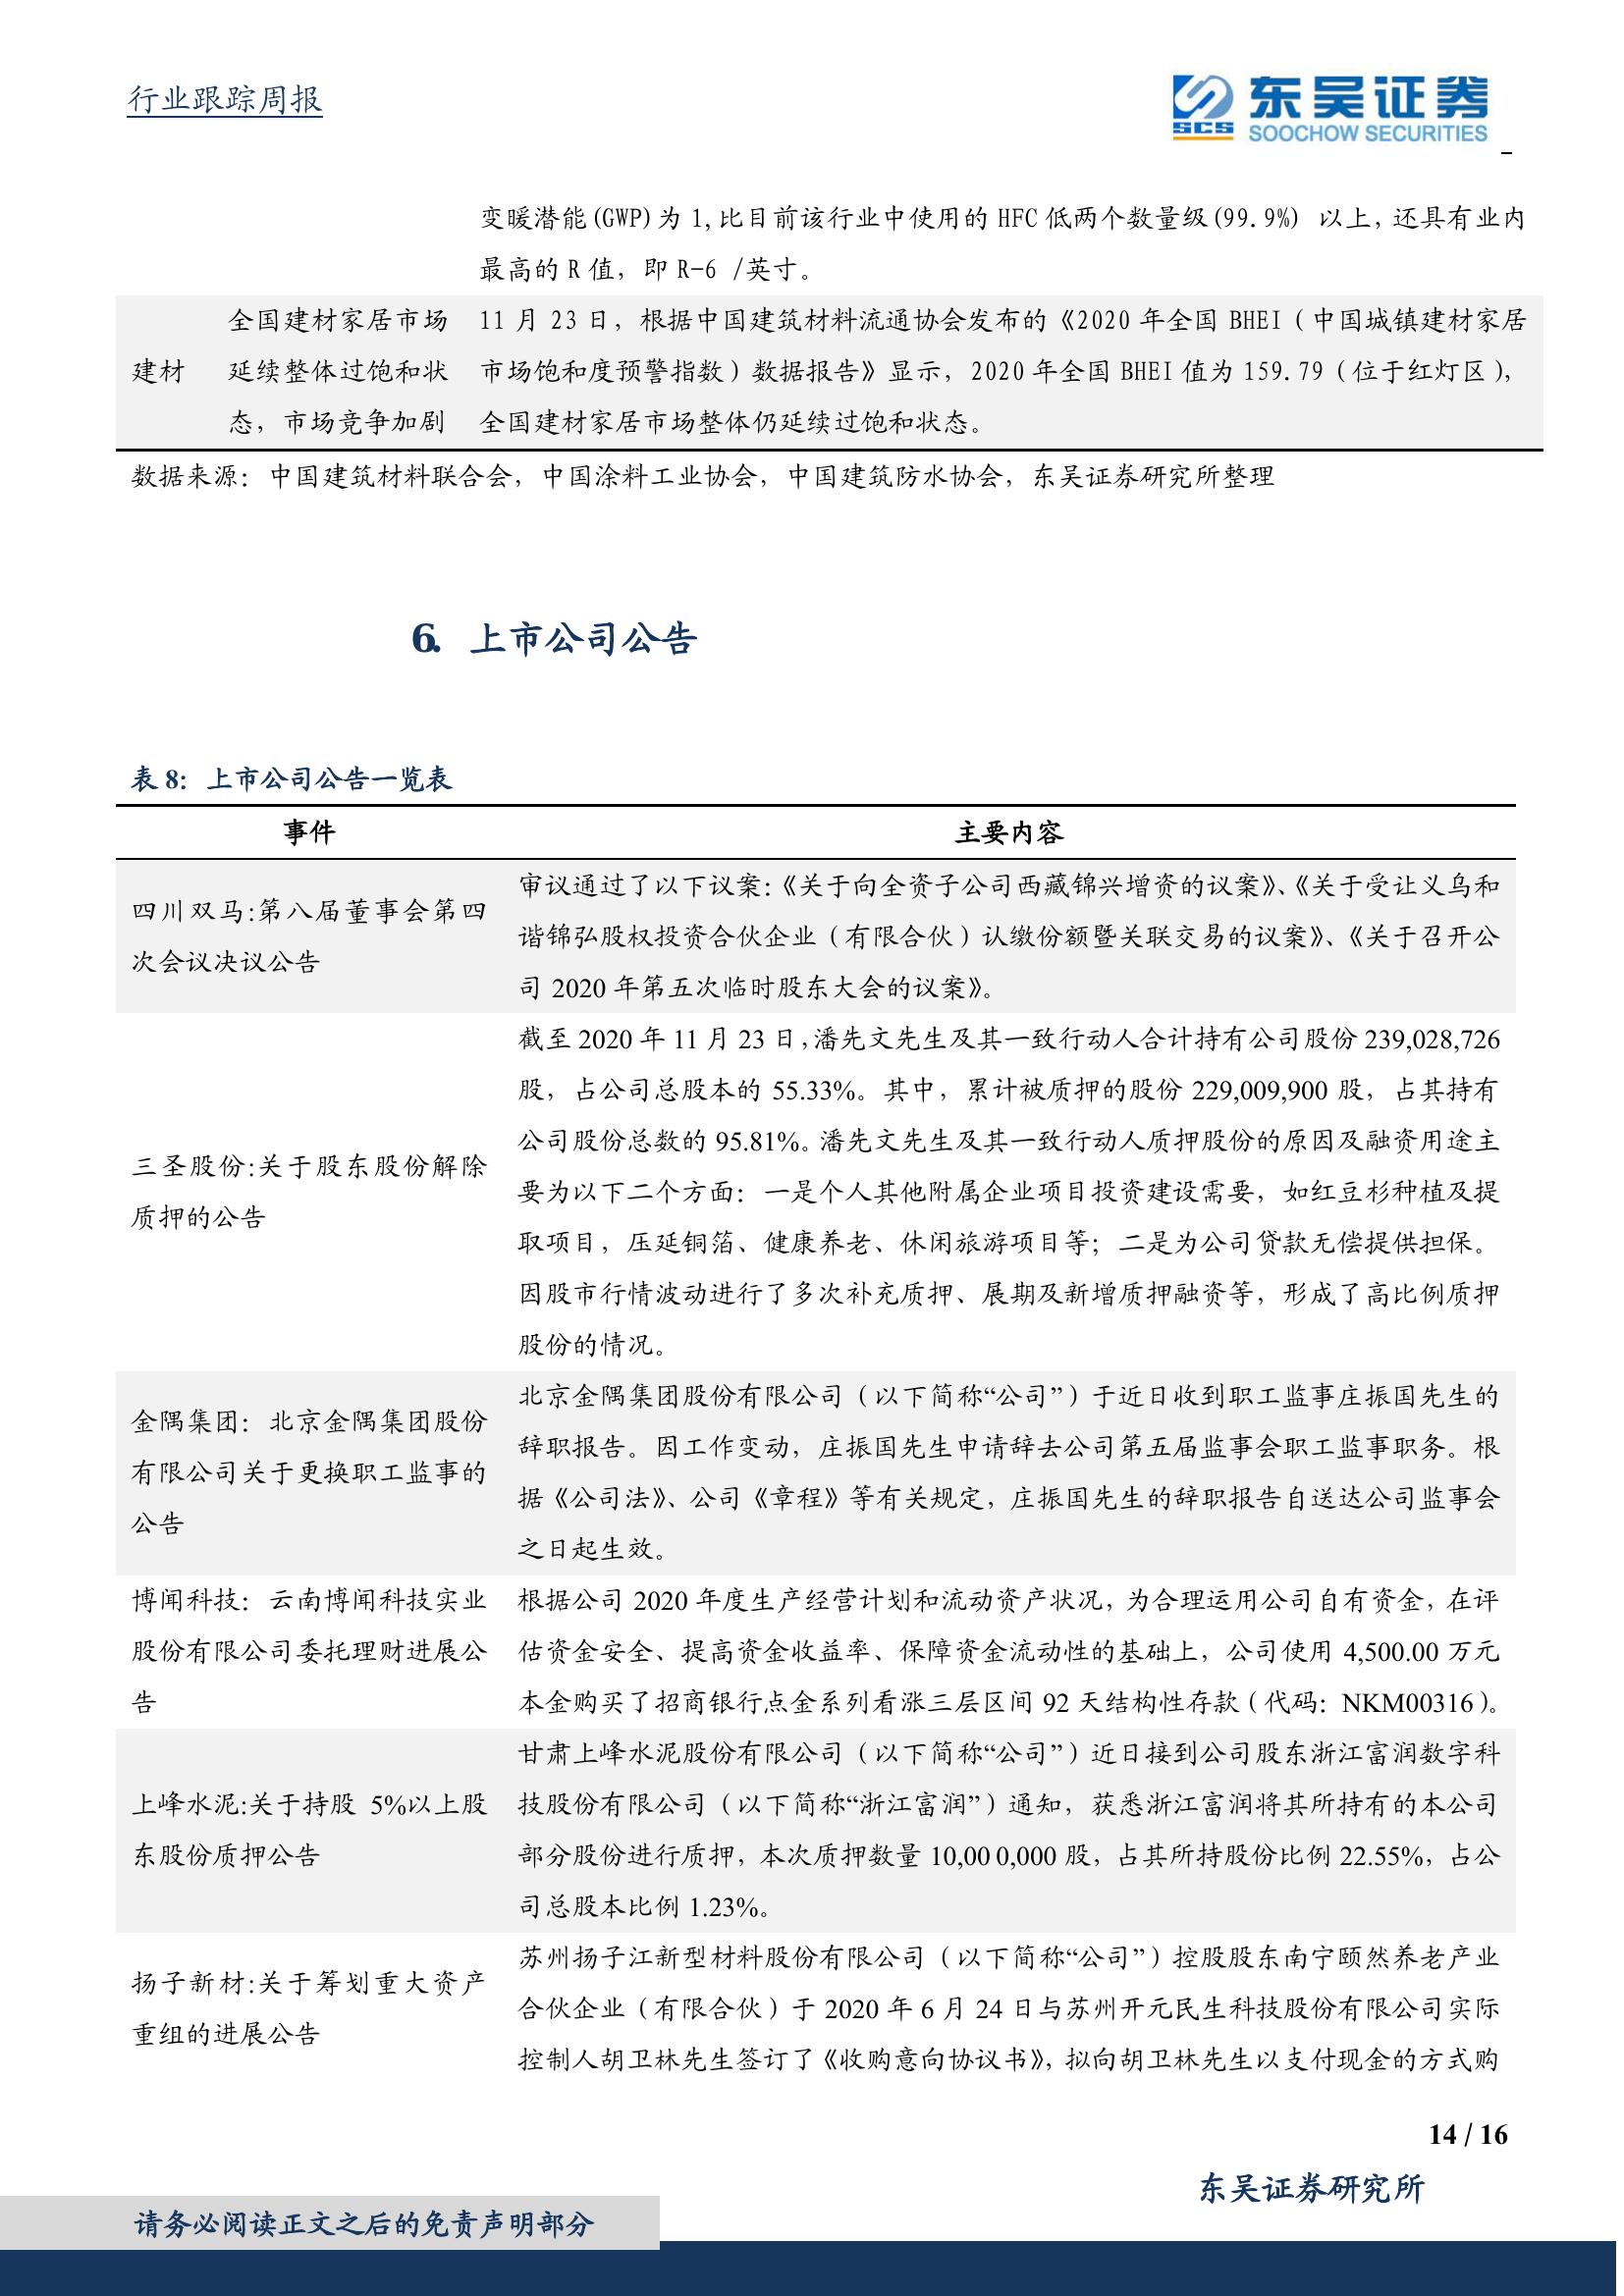 行业跟踪周报
SCS 东吴证券
SOOCHOW SECURITIES
变暖潜能(GWP)为 1,比目前该行业中使用的 HFC 低两个数量级(99.9%) 以上,还具有业内
最高的 R 值，即 R-6 /英寸。
建材
全国建材家居市场
延续整体过饱和状
态，市场竞争加剧
11 月 23 日，根据中国建筑材料流通协会发布的《2020 年全国 BHEI（中国城镇建材家居
市场饱和度预警指数）数据报告》显示，2020 年全国 BHEI 值为 159.79（位于红灯区），
全国建材家居市场整体仍延续过饱和状态。
数据来源：中国建筑材料联合会，中国涂料工业协会，中国建筑防水协会，东吴证券研究所整理
6. 上市公司公告
表 8：上市公司公告一览表
事件 主要内容
四川双马:第八届董事会第四
次会议决议公告
审议通过了以下议案：《关于向全资子公司西藏锦兴增资的议案》、《关于受让义乌和
谐锦弘股权投资合伙企业（有限合伙）认缴份额暨关联交易的议案》、《关于召开公
司 2020 年第五次临时股东大会的议案》。
三圣股份:关于股东股份解除
质押的公告
截至 2020 年 11 月 23 日，潘先文先生及其一致行动人合计持有公司股份 239,028,726
股，占公司总股本的 55.33%。其中，累计被质押的股份 229,009,900 股，占其持有
公司股份总数的 95.81%。潘先文先生及其一致行动人质押股份的原因及融资用途主
要为以下二个方面：一是个人其他附属企业项目投资建设需要，如红豆杉种植及提
取项目，压延铜箔、健康养老、休闲旅游项目等；二是为公司贷款无偿提供担保。
因股市行情波动进行了多次补充质押、展期及新增质押融资等，形成了高比例质押
股份的情况。
金隅集团：北京金隅集团股份
有限公司关于更换职工监事的
公告
北京金隅集团股份有限公司（以下简称“公司”）于近日收到职工监事庄振国先生的
辞职报告。因工作变动，庄振国先生申请辞去公司第五届监事会职工监事职务。根
据《公司法》、公司《章程》等有关规定，庄振国先生的辞职报告自送达公司监事会
之日起生效。
博闻科技：云南博闻科技实业
股份有限公司委托理财进展公
告
根据公司 2020 年度生产经营计划和流动资产状况，为合理运用公司自有资金，在评
估资金安全、提高资金收益率、保障资金流动性的基础上，公司使用 4,500.00 万元
本金购买了招商银行点金系列看涨三层区间 92 天结构性存款（代码：NKM00316）。
上峰水泥:关于持股 5%以上股
东股份质押公告
甘肃上峰水泥股份有限公司（以下简称“公司”）近日接到公司股东浙江富润数字科
技股份有限公司（以下简称“浙江富润”）通知，获悉浙江富润将其所持有的本公司
部分股份进行质押，本次质押数量 10,00 0,000 股，占其所持股份比例 22.55%，占公
司总股本比例 1.23%。
扬子新材:关于筹划重大资产
重组的进展公告
苏州扬子江新型材料股份有限公司（以下简称“公司”）控股股东南宁颐然养老产业
合伙企业（有限合伙）于 2020 年 6 月 24 日与苏州开元民生科技股份有限公司实际
控制人胡卫林先生签订了《收购意向协议书》，拟向胡卫林先生以支付现金的方式购
14 / 16
东吴证券研究所
请务必阅读正文之后的免责声明部分